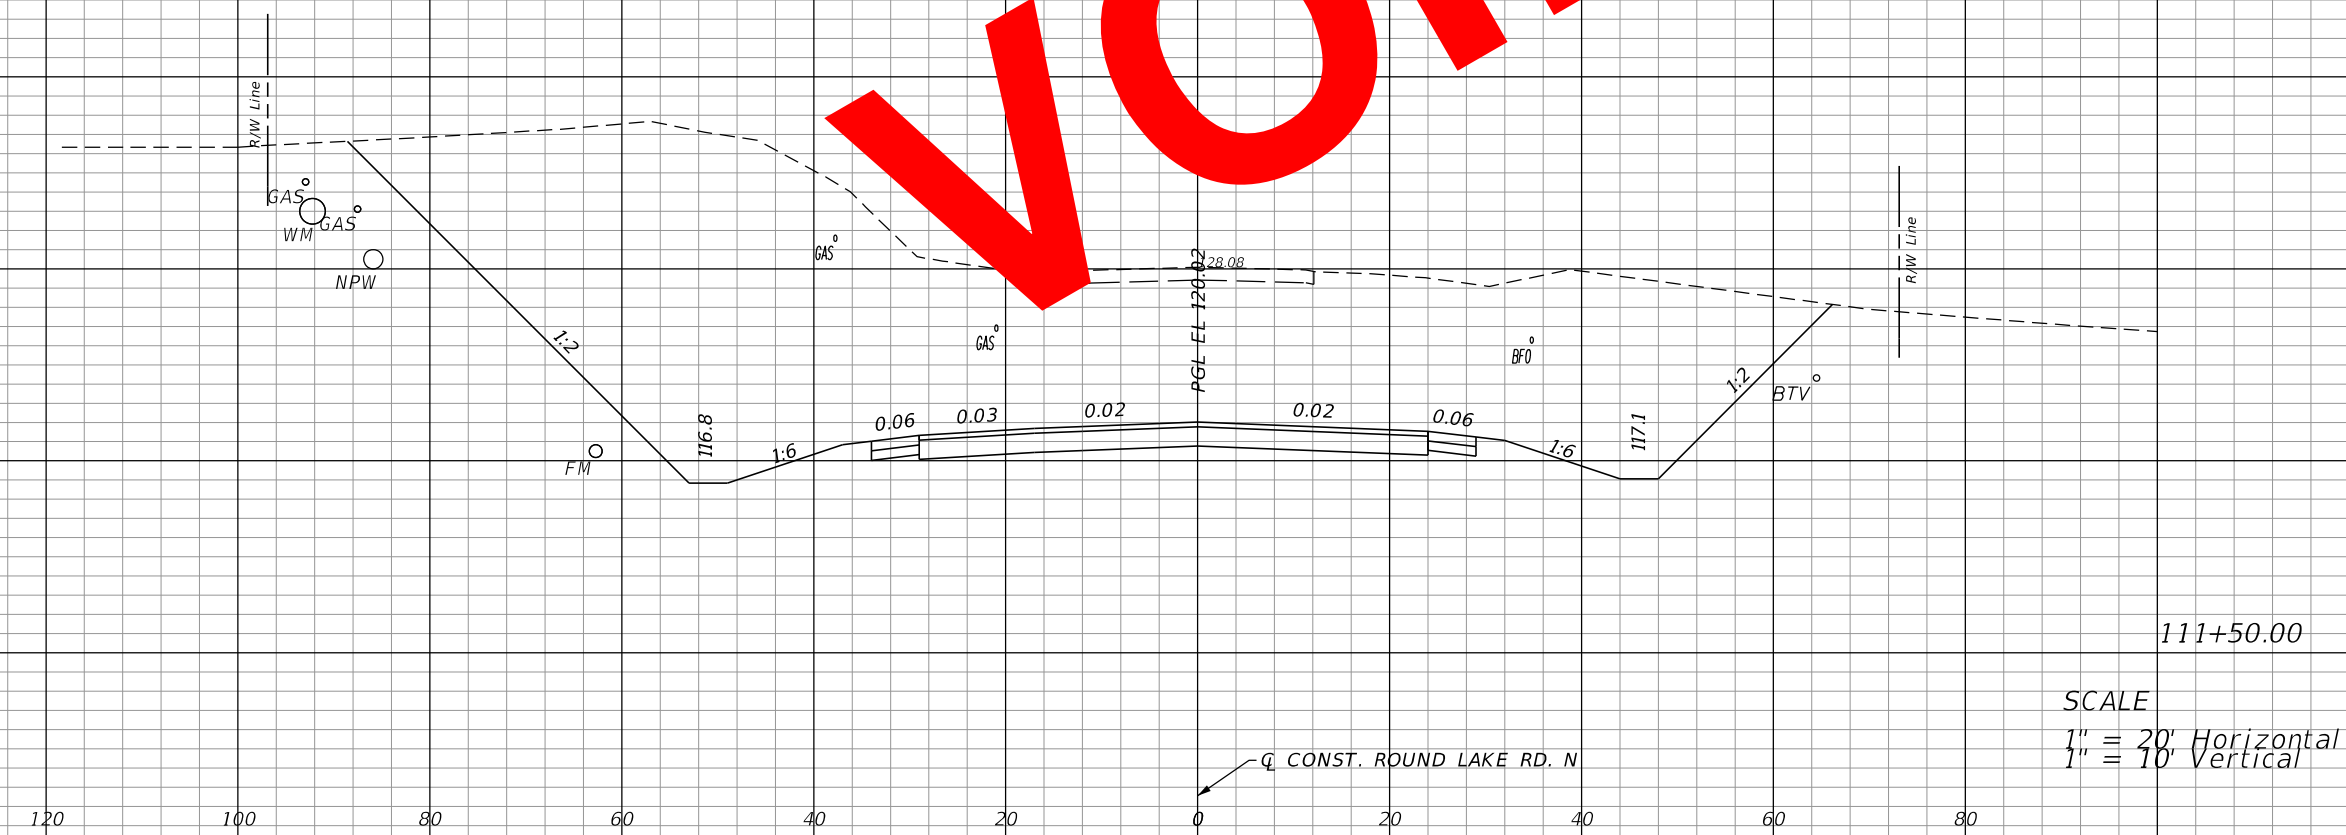 VO
R/W Line
GAS
GAS
WM
NPW
GAS
28.08
PGL EL 120.02
R/W Line
GAS
BFO
1:2
1:2
BTV
116.8
0.06
0.03
0.02
0.02
0.06
117.1
1:6
1:6
FM
111+50.00
SCALE
1" = 20' Horizontal
1" = 10' Vertical
℄ CONST. ROUND LAKE RD. N
120 100 80 60 40 20 0 20 40 60 80